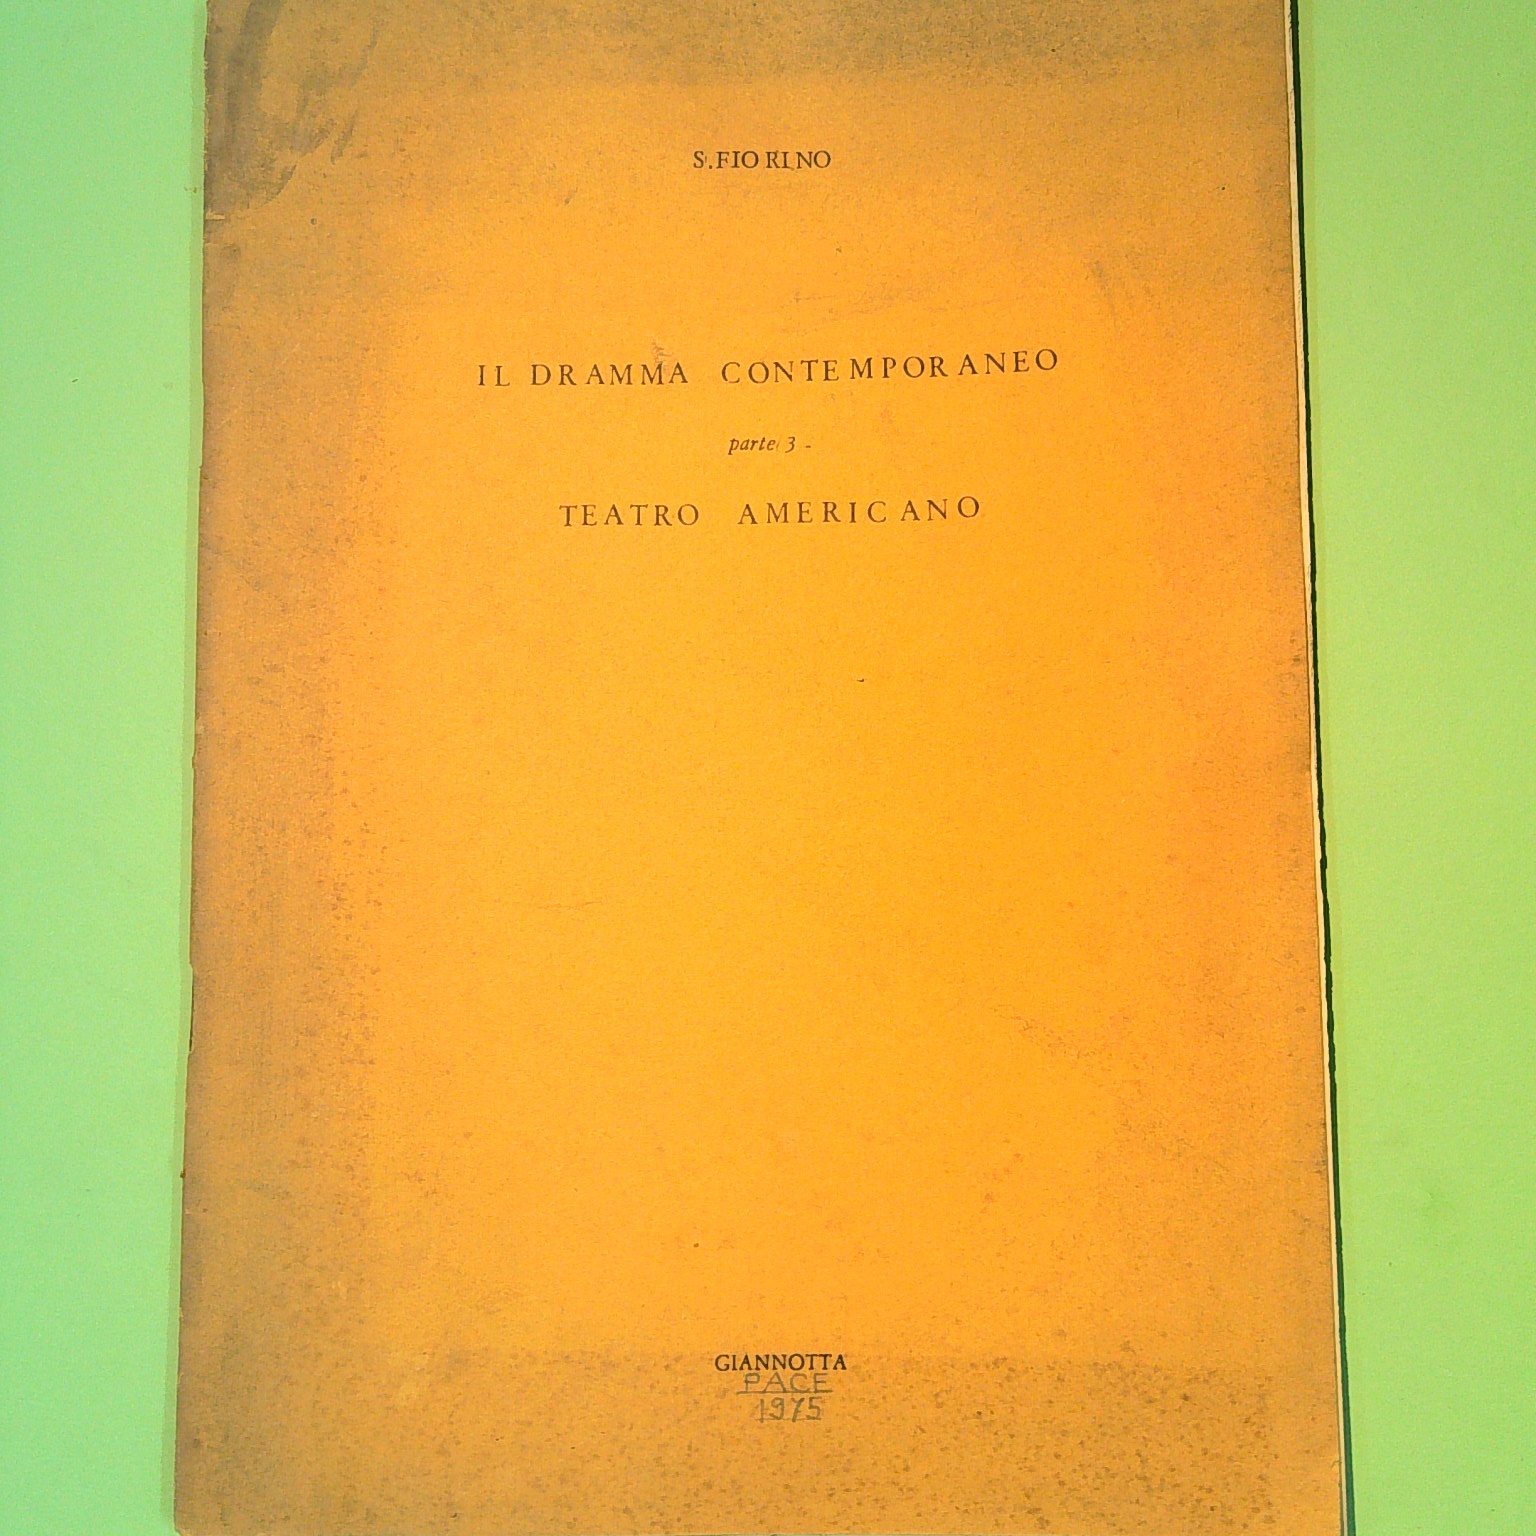 S.FIORINO
IL DRAMMA CONTEMPORANEO
parte 3 -
TEATRO AMERICANO
GIANNOTTA
PACE
1975